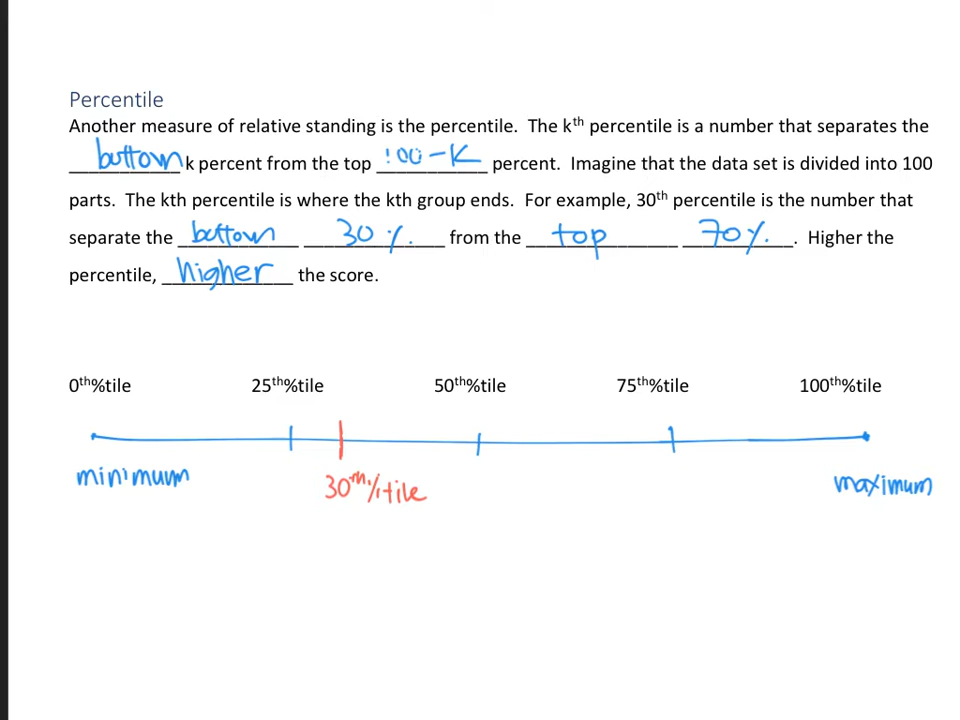 Percentile
Another measure of relative standing is the percentile. The kth percentile is a number that separates the
bottom k percent from the top 100-K percent. Imagine that the data set is divided into 100
parts. The kth percentile is where the kth group ends. For example, 30th percentile is the number that
separate the bottom 30%. from the top 70%. . Higher the
percentile, higher the score.
0th%tile 25th%tile 50th%tile 75th%tile 100th%tile
minimum 30th%tile maximum